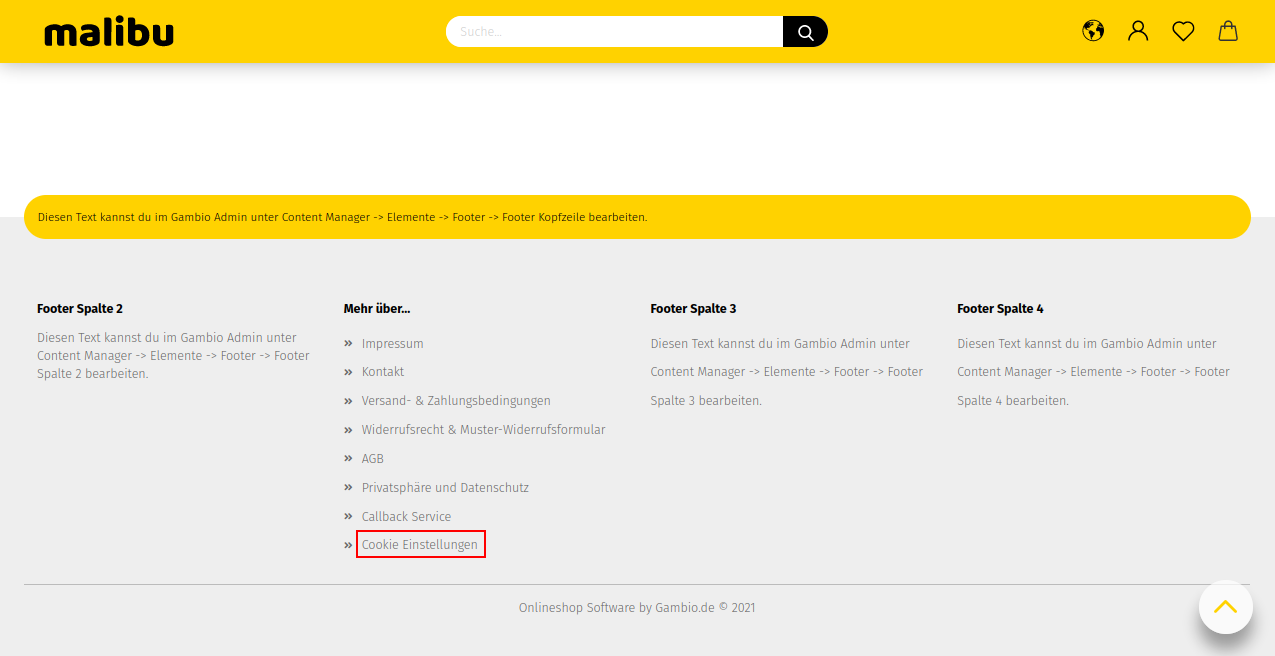 malibu
Suche...
Diesen Text kannst du im Gambio Admin unter Content Manager -> Elemente -> Footer -> Footer Kopfzeile bearbeiten.
Footer Spalte 2
Diesen Text kannst du im Gambio Admin unter
Content Manager -> Elemente -> Footer -> Footer
Spalte 2 bearbeiten.
Mehr über...
» Impressum
» Kontakt
» Versand- & Zahlungsbedingungen
» Widerrufsrecht & Muster-Widerrufsformular
» AGB
» Privatsphäre und Datenschutz
» Callback Service
» Cookie Einstellungen
Footer Spalte 3
Diesen Text kannst du im Gambio Admin unter
Content Manager -> Elemente -> Footer -> Footer
Spalte 3 bearbeiten.
Footer Spalte 4
Diesen Text kannst du im Gambio Admin unter
Content Manager -> Elemente -> Footer -> Footer
Spalte 4 bearbeiten.
Onlineshop Software by Gambio.de © 2021